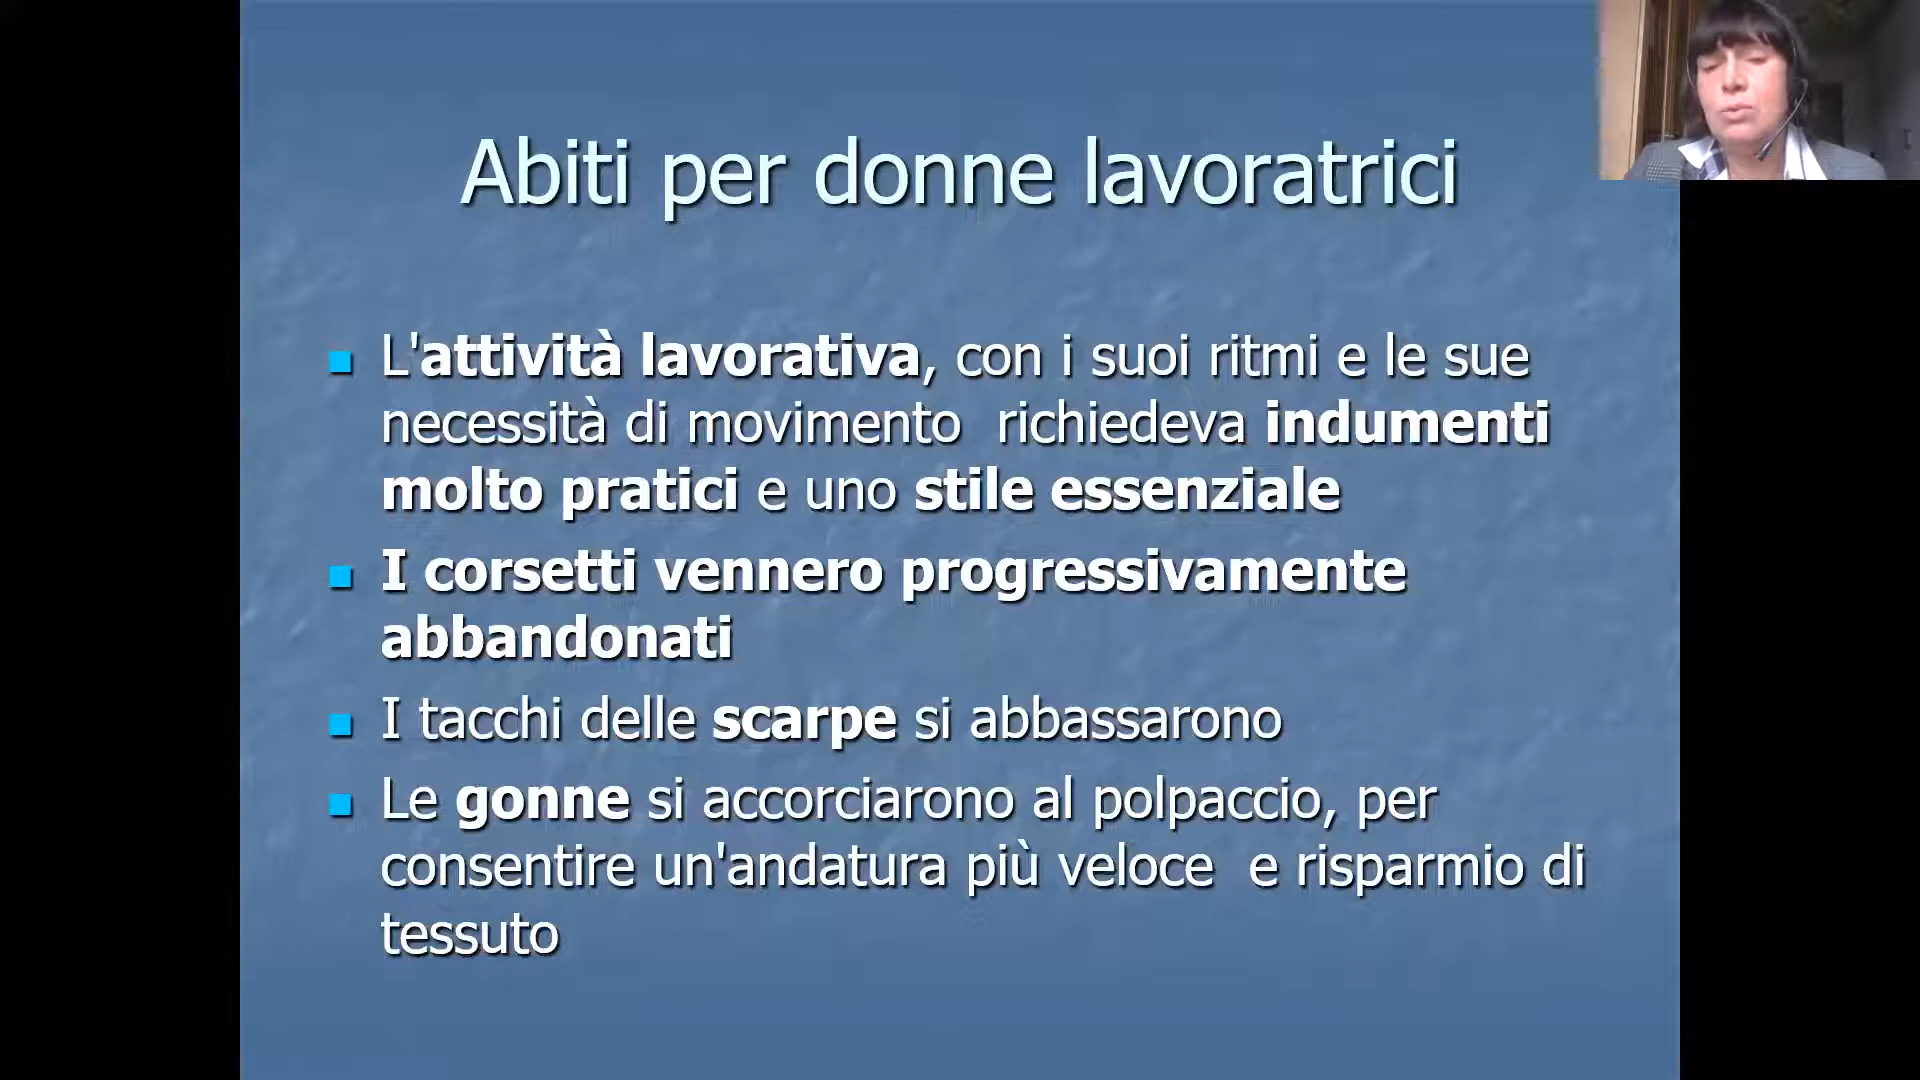 Abiti per donne lavoratrici
L'attività lavorativa, con i suoi ritmi e le sue
necessità di movimento  richiedeva indumenti
molto pratici e uno stile essenziale
I corsetti vennero progressivamente
abbandonati
I tacchi delle scarpe si abbassarono
Le gonne si accorciarono al polpaccio, per
consentire un'andatura più veloce  e risparmio di
tessuto